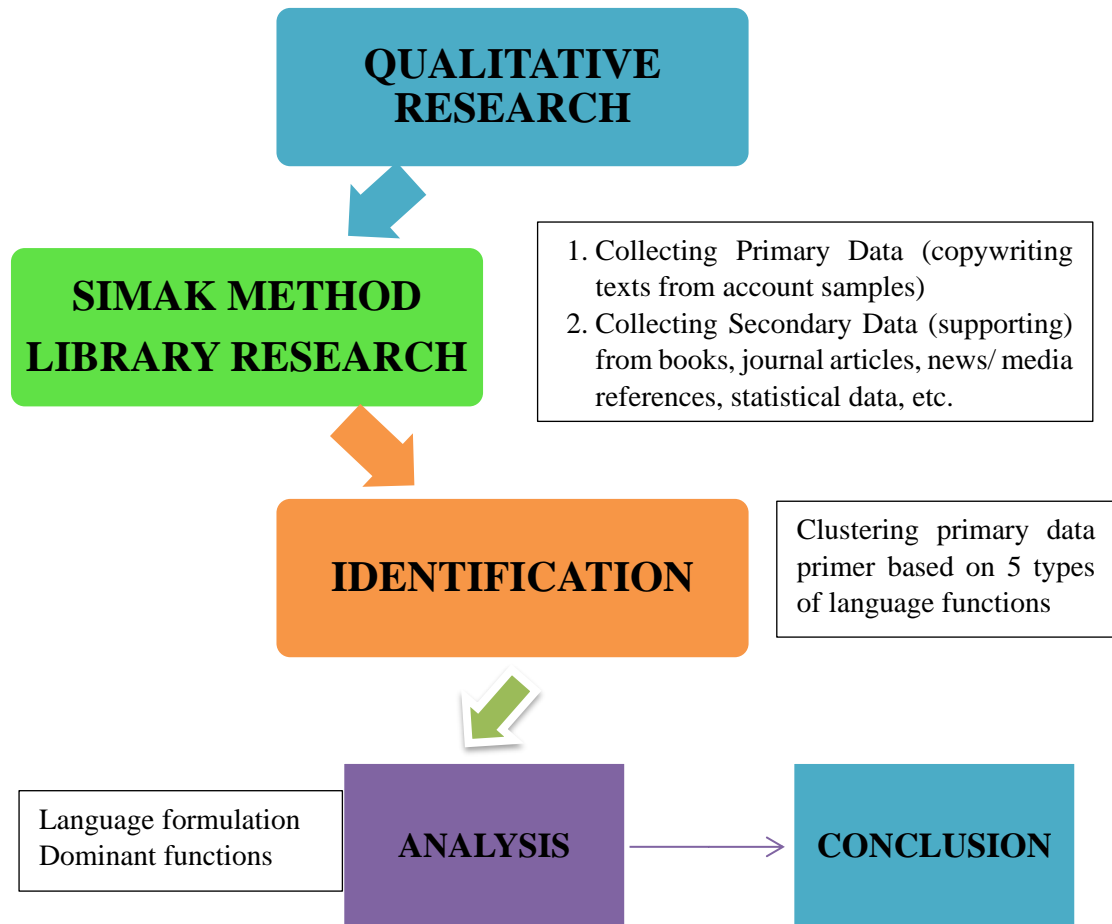 QUALITATIVE
RESEARCH
SIMAK METHOD
LIBRARY RESEARCH
1. Collecting Primary Data (copywriting
texts from account samples)
2. Collecting Secondary Data (supporting)
from books, journal articles, news/ media
references, statistical data, etc.
IDENTIFICATION
Clustering primary data
primer based on 5 types
of language functions
Language formulation
Dominant functions
ANALYSIS
CONCLUSION